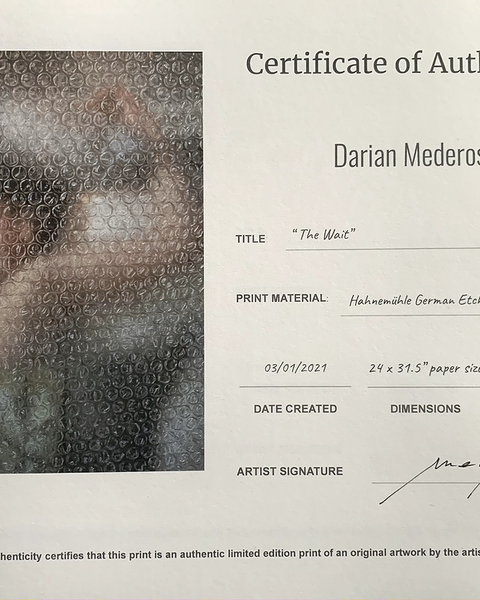 Certificate of Aut
Darian Mederos
TITLE: "The Wait"
PRINT MATERIAL: Hahnemühle German Etch
03/01/2021 24 x 31.5" paper size
DATE CREATED DIMENSIONS
ARTIST SIGNATURE
henticity certifies that this print is an authentic limited edition print of an original artwork by the artis